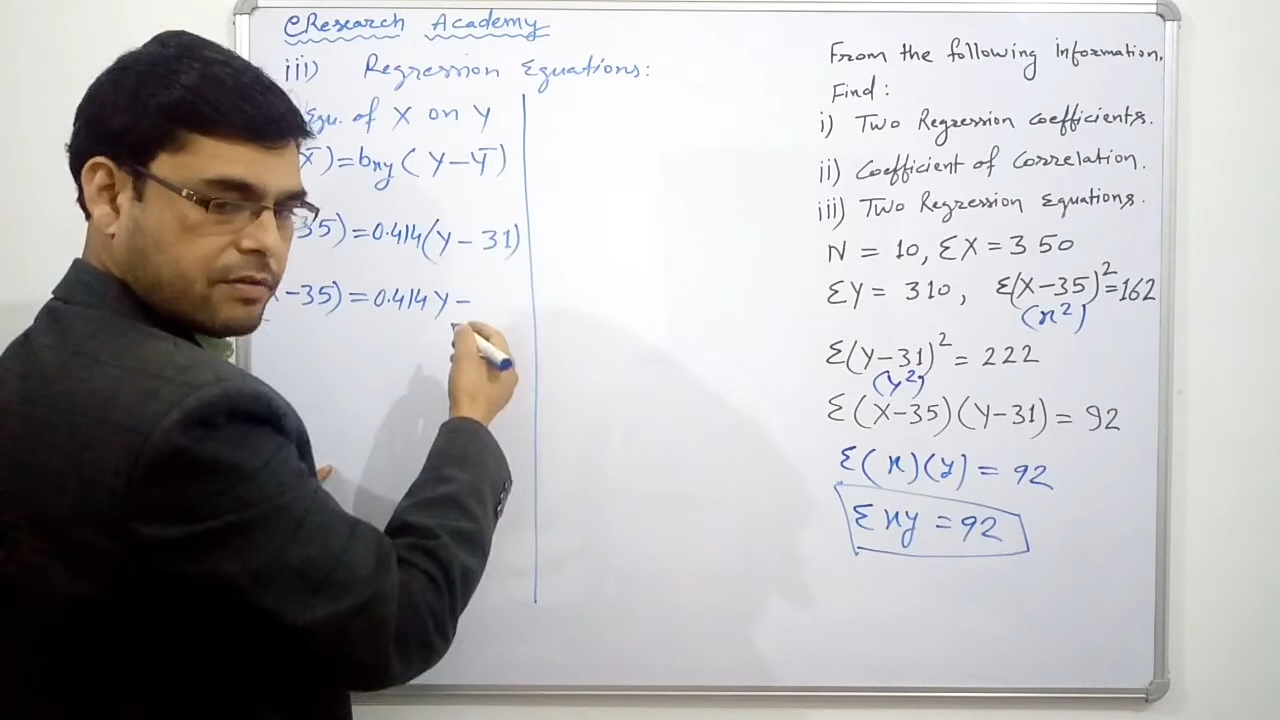 eResearch Academy
iii) Regression Equations:
Equ. of X on Y
X̄) = bxy ( Y – Ȳ )
35) = 0.414(Y – 31)
– 35) = 0.414Y –
From the following information,
Find :
i) Two Regression coefficients.
ii) Coefficient of Correlation.
iii) Two Regression Equations.
N = 10, ΣX = 350
ΣY = 310, Σ(X–35)² = 162
(x²)
Σ(Y–31)² = 222
(y²)
Σ(X–35)(Y–31) = 92
Σ(x)(y) = 92
Σxy = 92